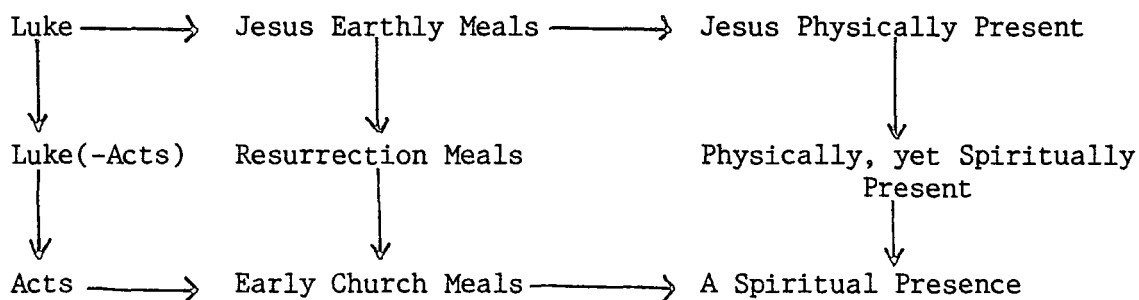 Luke Jesus Earthly Meals Jesus Physically Present
Luke(-Acts) Resurrection Meals Physically, yet Spiritually
Present
Acts Early Church Meals A Spiritual Presence